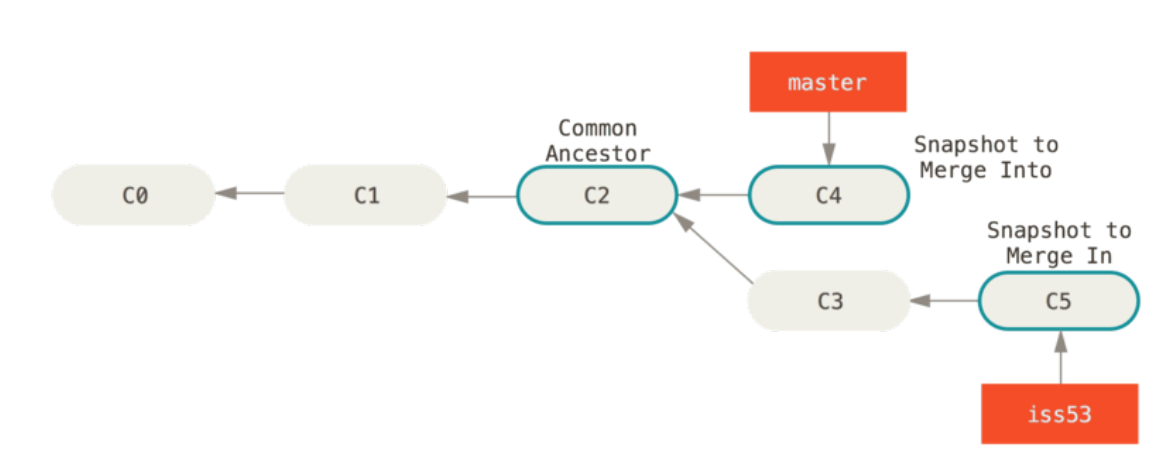 master
Common
Ancestor
Snapshot to
Merge Into
C0
C1
C2
C4
Snapshot to
Merge In
C3
C5
iss53